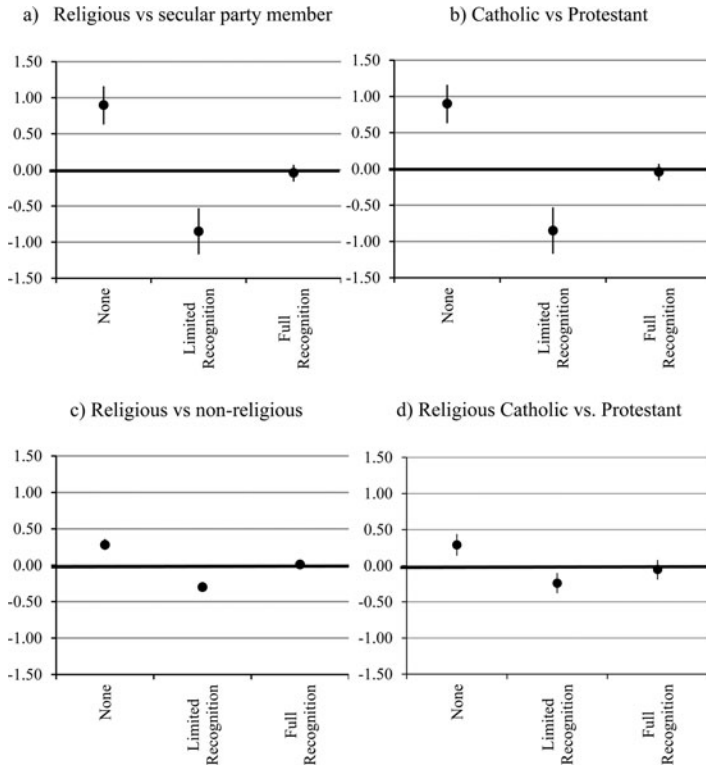 a) Religious vs secular party member
1.50
1.00
0.50
0.00
-0.50
-1.00
-1.50
None
Limited
Recognition
Full
Recognition
b) Catholic vs Protestant
1.50
1.00
0.50
0.00
-0.50
-1.00
-1.50
None
Limited
Recognition
Full
Recognition
c) Religious vs non-religious
1.50
1.00
0.50
0.00
-0.50
-1.00
-1.50
None
Limited
Recognition
Full
Recognition
d) Religious Catholic vs. Protestant
1.50
1.00
0.50
0.00
-0.50
-1.00
-1.50
None
Limited
Recognition
Full
Recognition